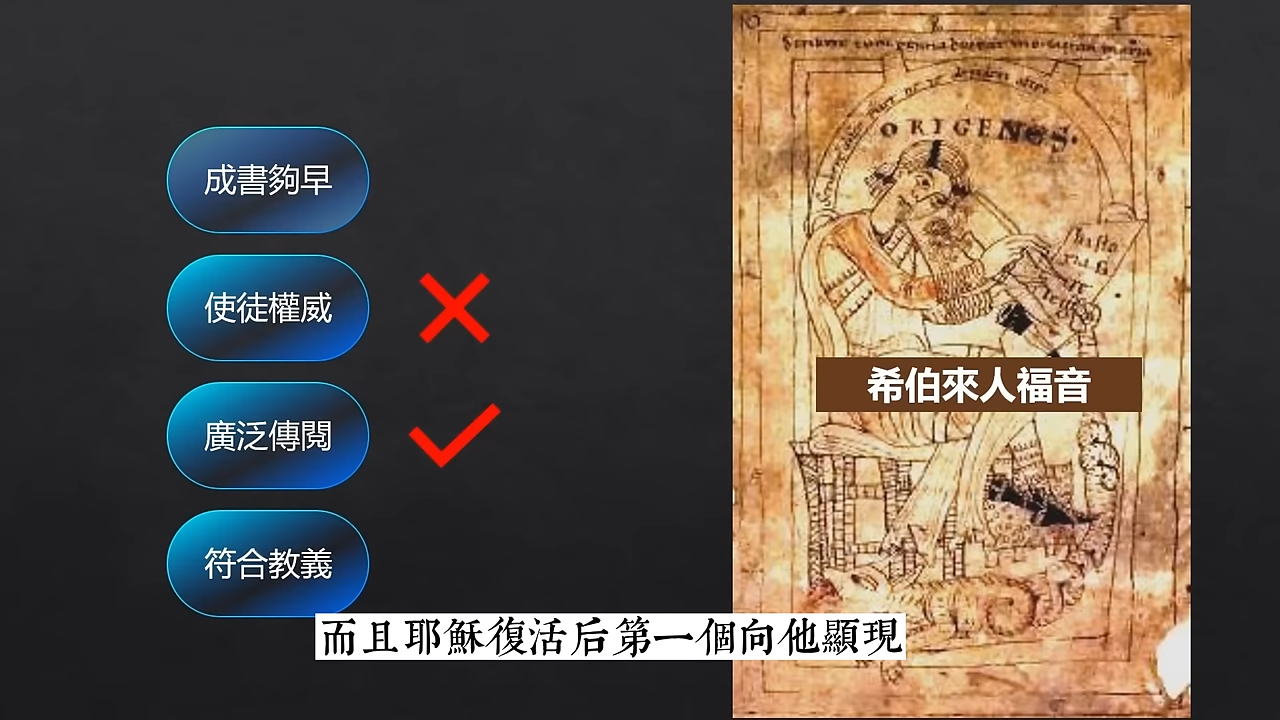 成書夠早
使徒權威
廣泛傳閱
符合教義
ORIGENES·
希伯來人福音
而且耶穌復活后第一個向他顯現